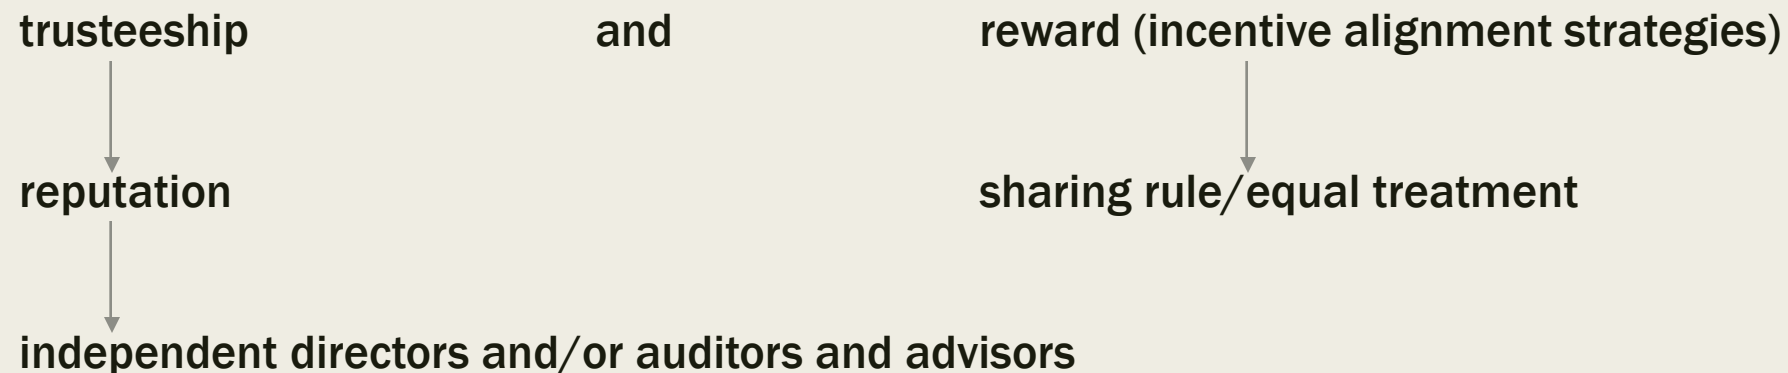 trusteeship and reward (incentive alignment strategies)
reputation sharing rule/equal treatment
independent directors and/or auditors and advisors